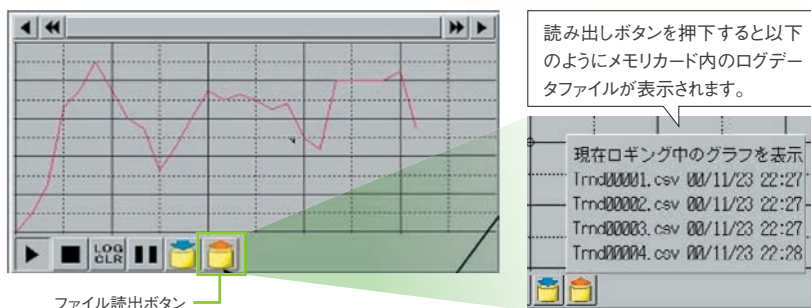 読み出しボタンを押下すると以下
のようにメモリカード内のログデー
タファイルが表示されます。
現在ロギング中のグラフを表示
Trnd00001.csv 00/11/23 22:27
Trnd00002.csv 00/11/23 22:27
Trnd00003.csv 00/11/23 22:27
Trnd00004.csv 00/11/23 22:28
LOG
CLR
ファイル読出ボタン